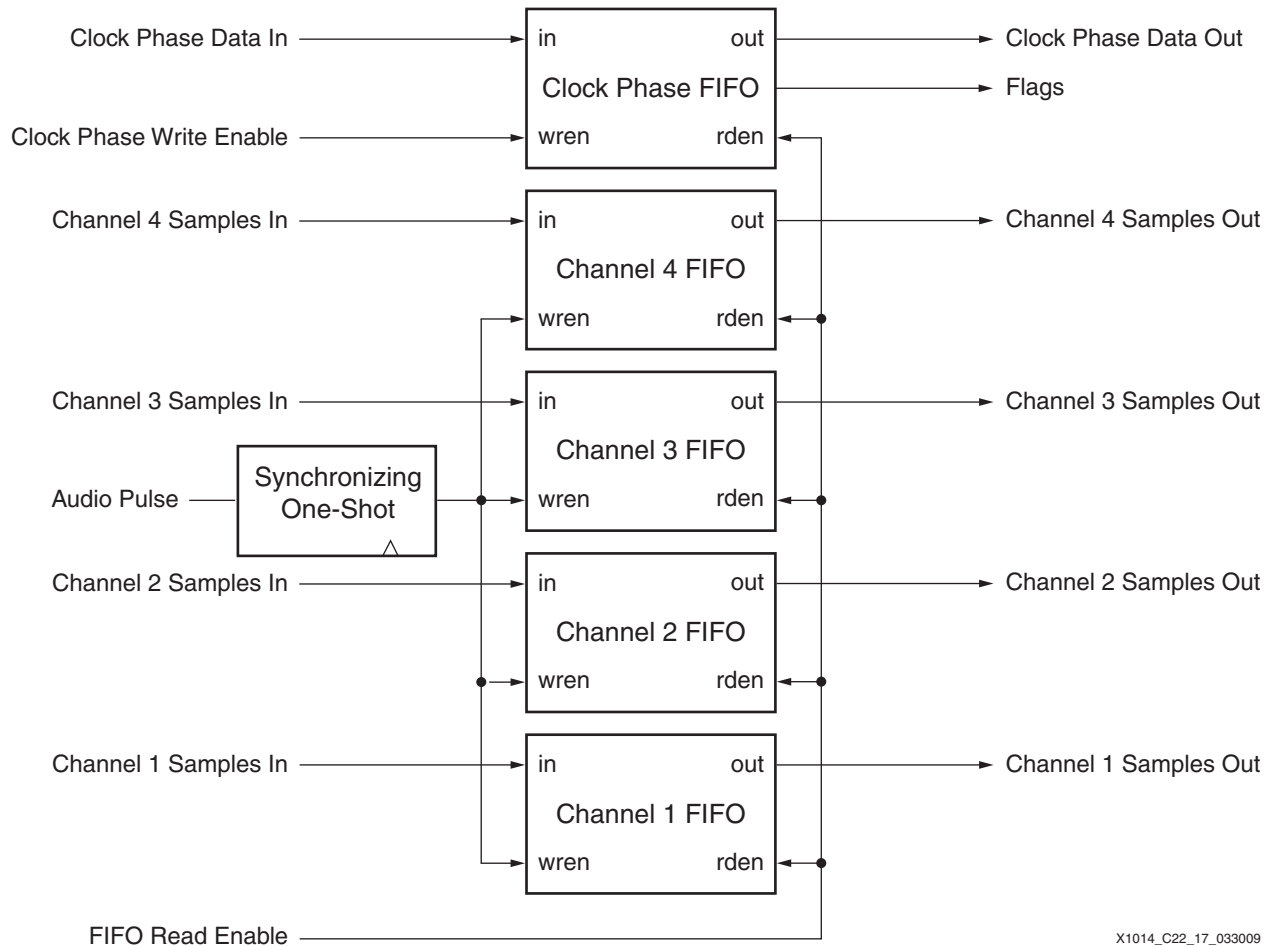 Clock Phase Data In
in
out
Clock Phase Data Out
Clock Phase FIFO
Flags
Clock Phase Write Enable
wren
rden
Channel 4 Samples In
in
out
Channel 4 Samples Out
Channel 4 FIFO
wren
rden
Channel 3 Samples In
in
out
Channel 3 Samples Out
Channel 3 FIFO
Audio Pulse
Synchronizing
One-Shot
wren
rden
Channel 2 Samples In
in
out
Channel 2 Samples Out
Channel 2 FIFO
wren
rden
Channel 1 Samples In
in
out
Channel 1 Samples Out
Channel 1 FIFO
wren
rden
FIFO Read Enable
X1014_C22_17_033009